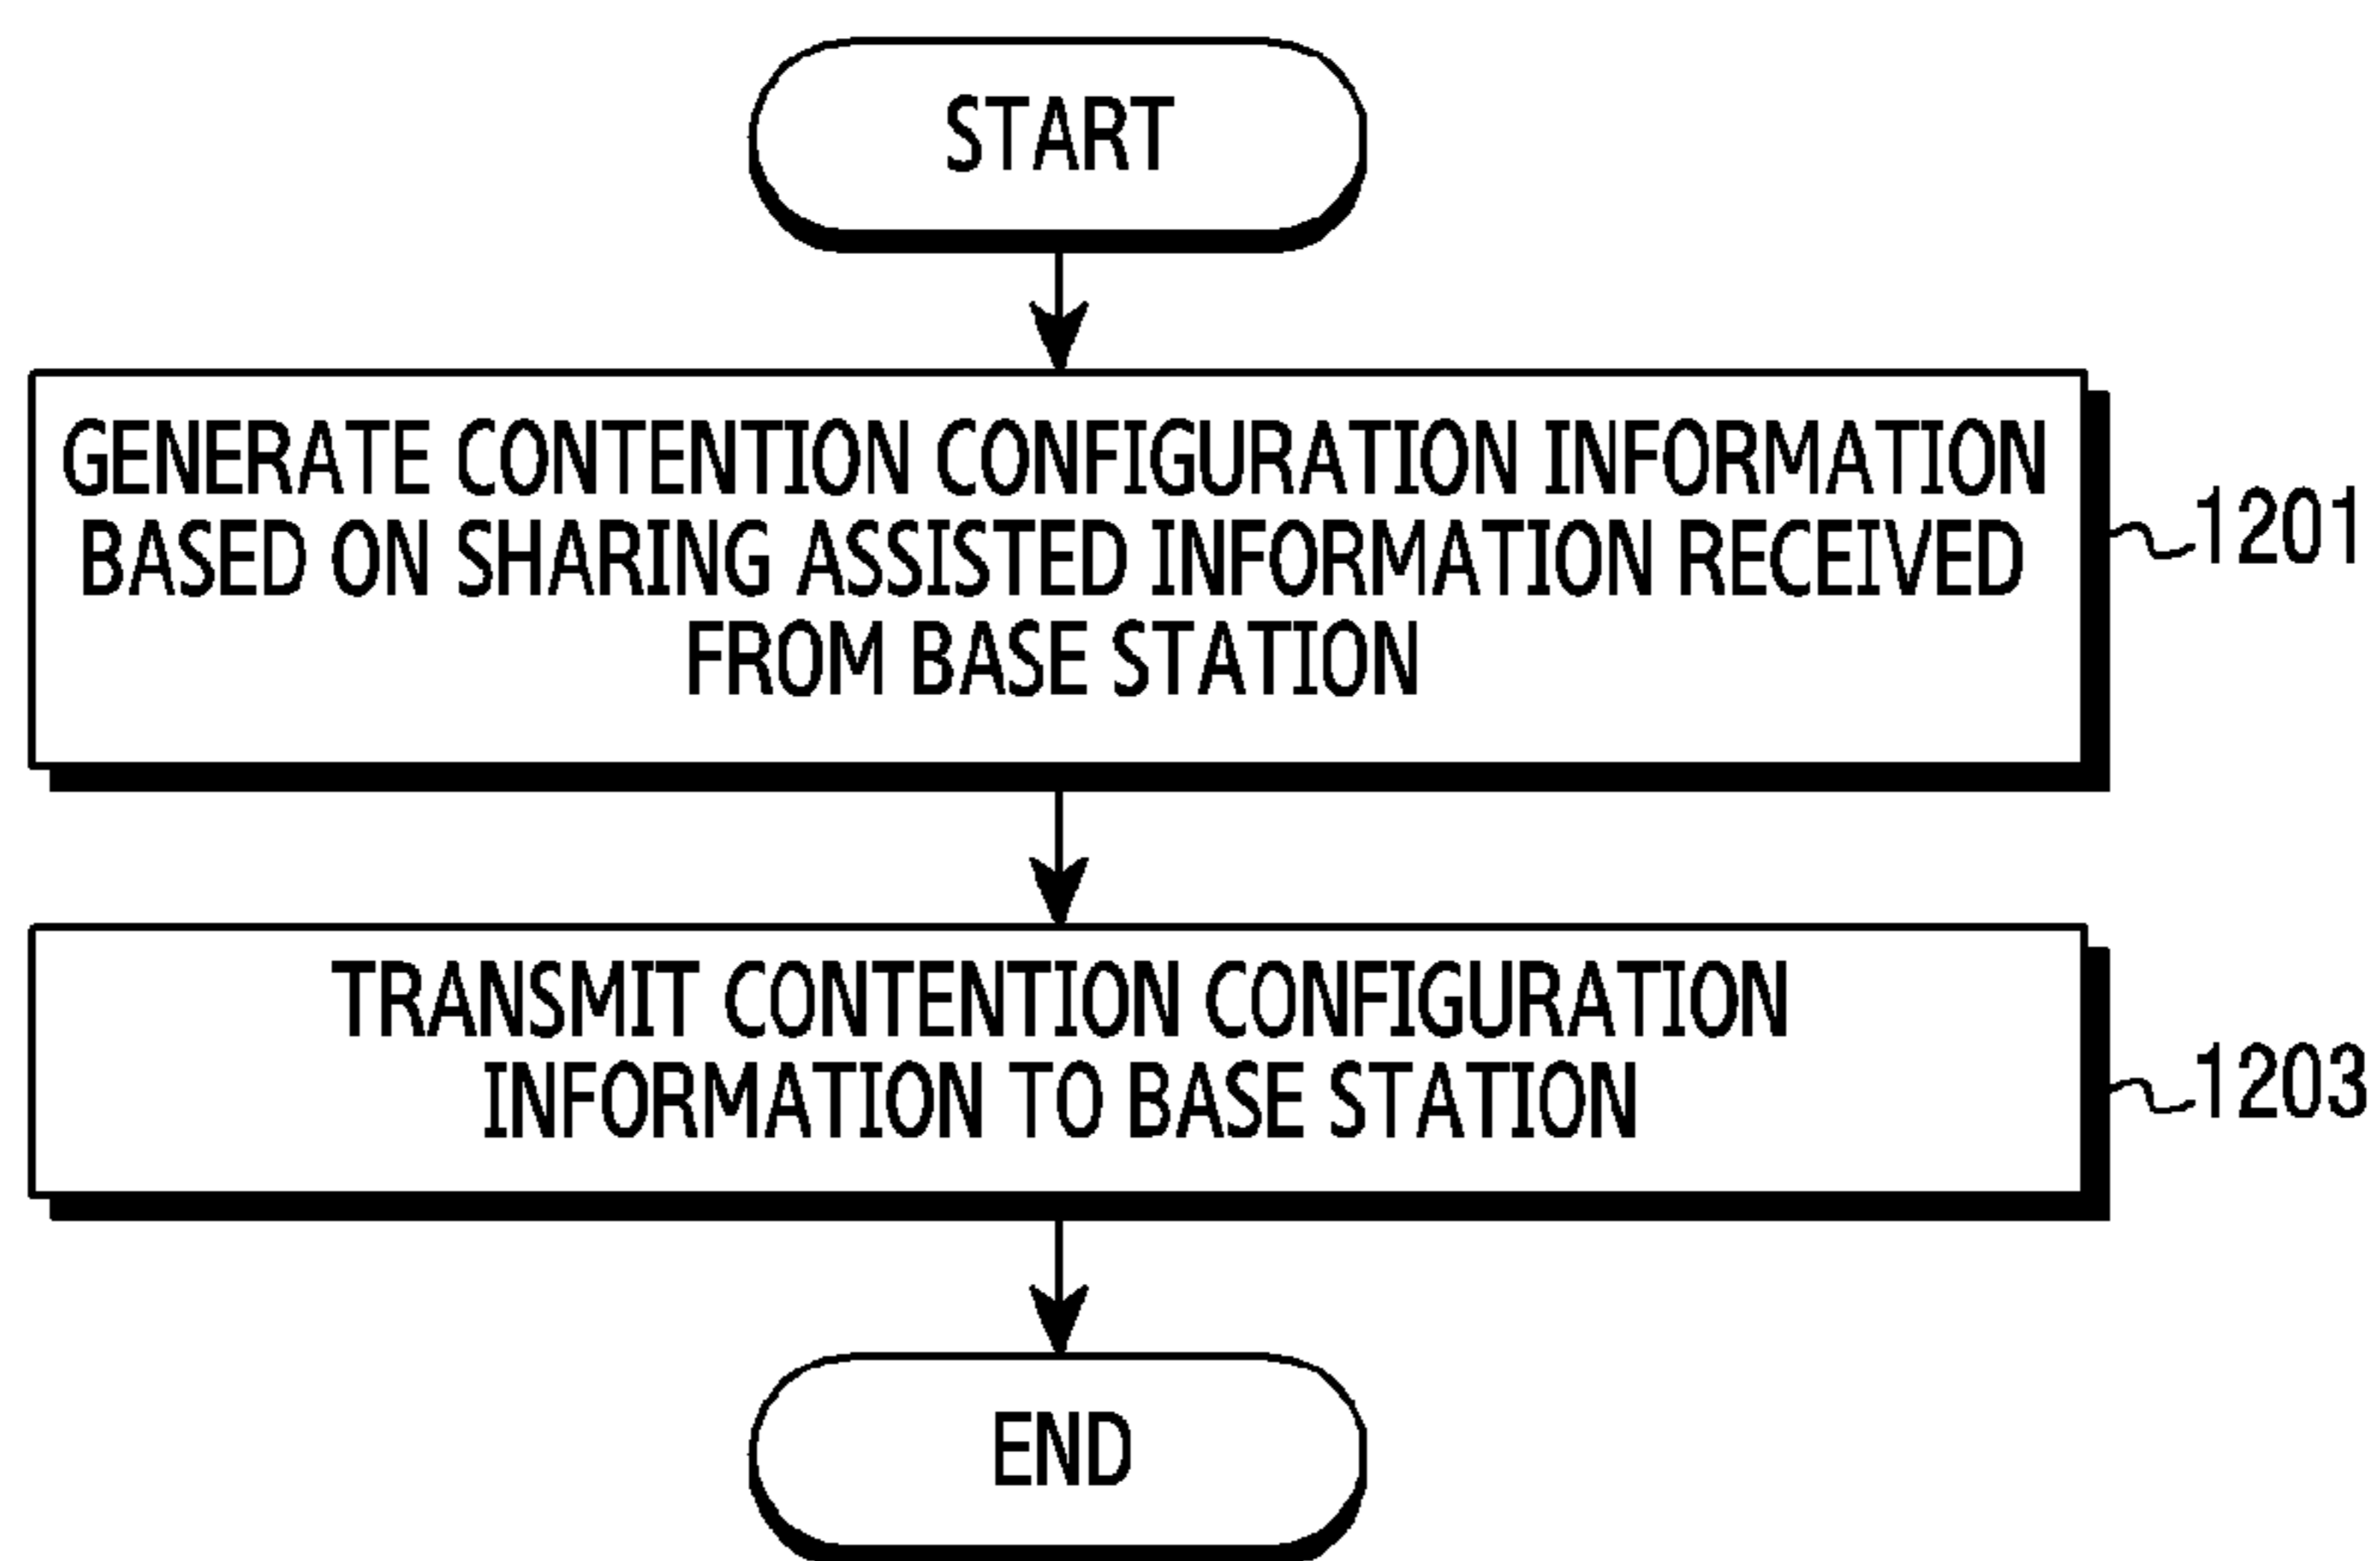 START
GENERATE CONTENTION CONFIGURATION INFORMATION
BASED ON SHARING ASSISTED INFORMATION RECEIVED
FROM BASE STATION
1201
TRANSMIT CONTENTION CONFIGURATION
INFORMATION TO BASE STATION
1203
END